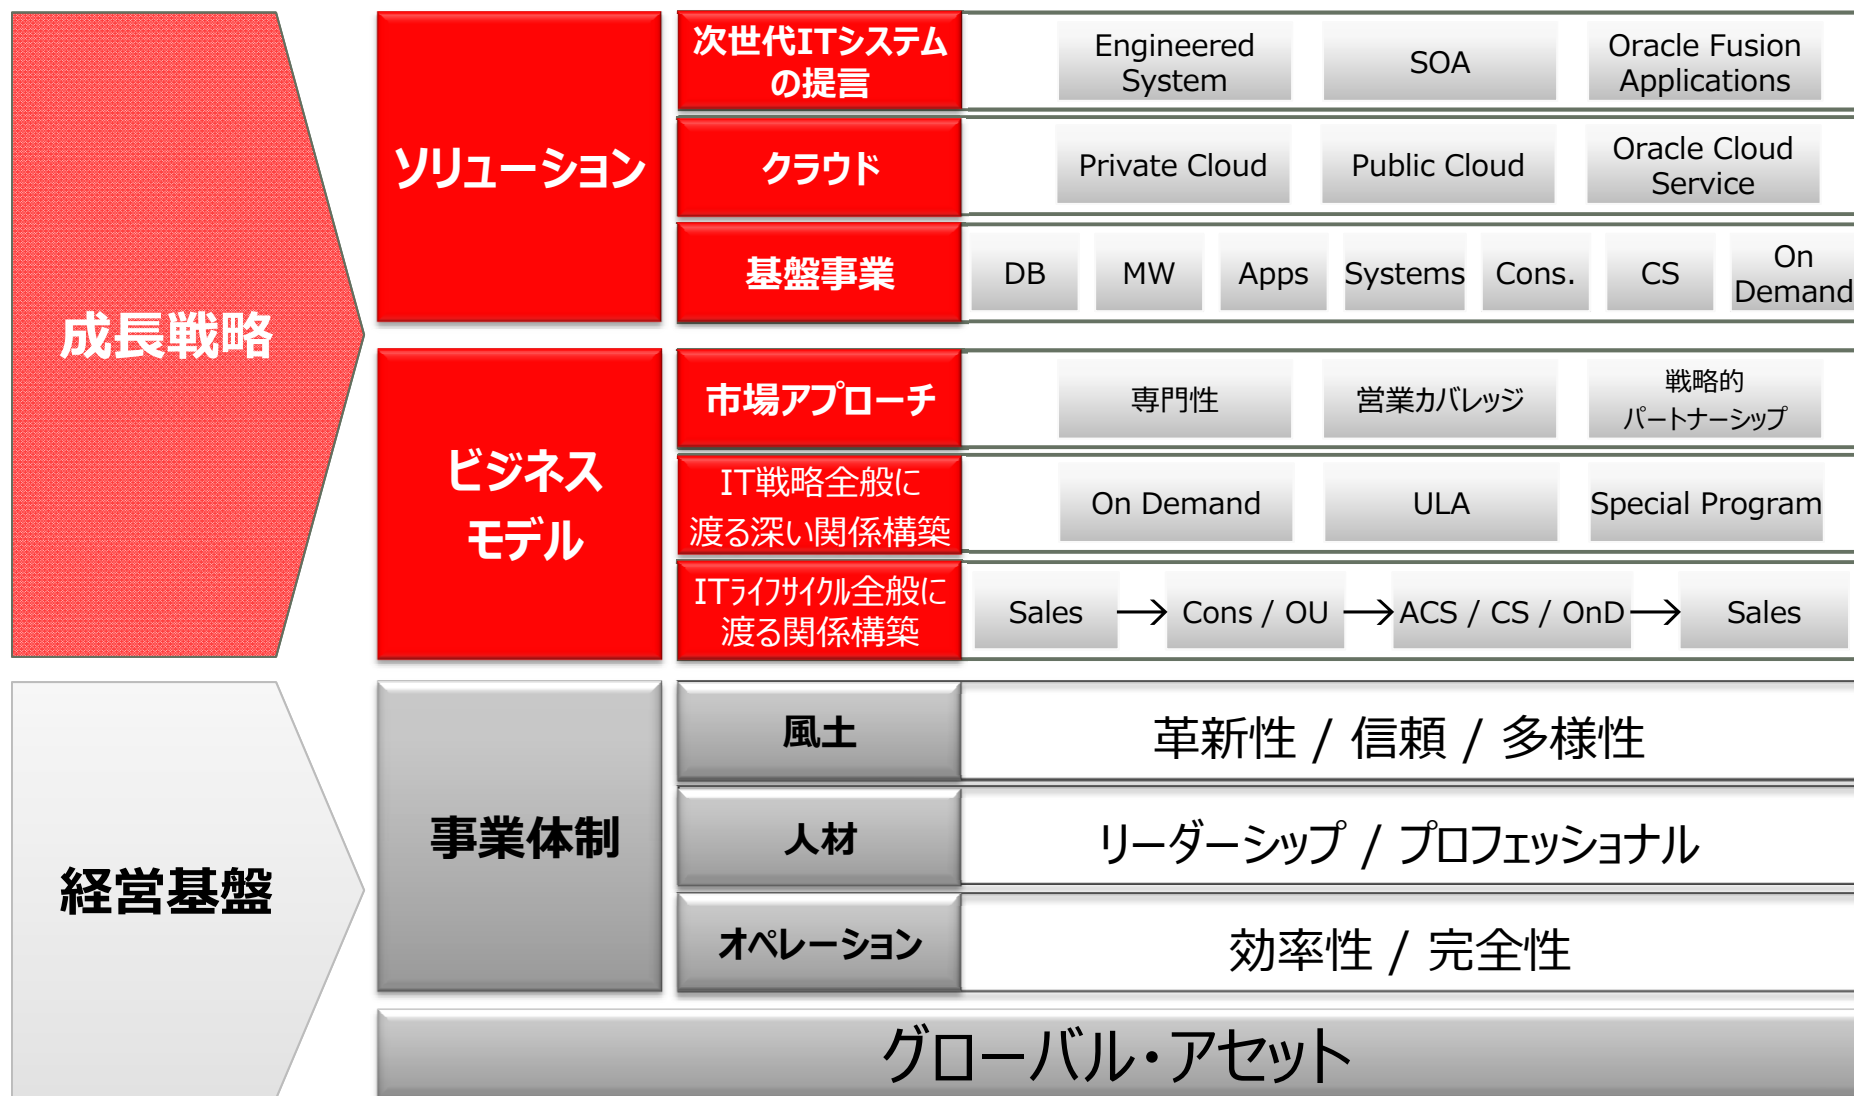 成長戦略
ソリューション
次世代ITシステム
の提言
Engineered
System
SOA
Oracle Fusion
Applications
クラウド
Private Cloud
Public Cloud
Oracle Cloud
Service
基盤事業
DB
MW
Apps
Systems
Cons.
CS
On
Demand
ビジネス
モデル
市場アプローチ
専門性
営業カバレッジ
戦略的
パートナーシップ
IT戦略全般に
渡る深い関係構築
On Demand
ULA
Special Program
ITライフサイクル全般に
渡る関係構築
Sales
Cons / OU
ACS / CS / OnD
Sales
経営基盤
事業体制
風土
革新性 / 信頼 / 多様性
人材
リーダーシップ / プロフェッショナル
オペレーション
効率性 / 完全性
グローバル・アセット